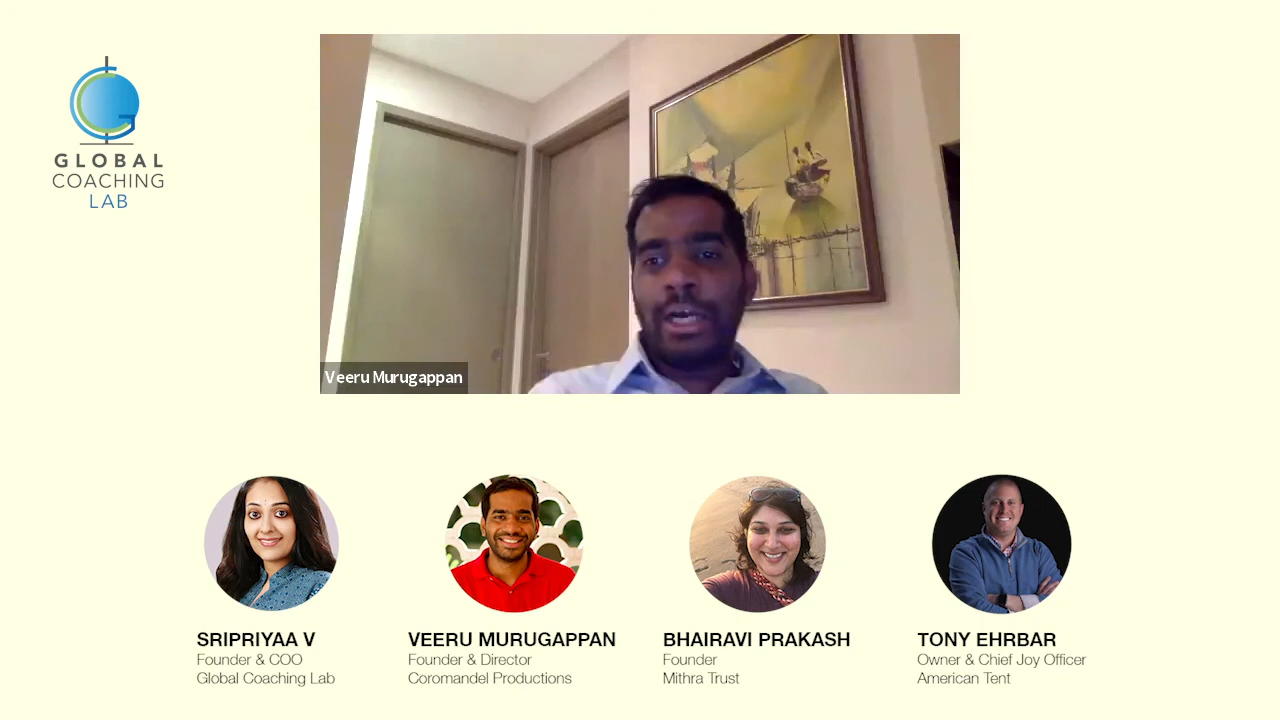 GLOBAL
COACHING
LAB
Veeru Murugappan
SRIPRIYAA V
Founder & COO
Global Coaching Lab
VEERU MURUGAPPAN
Founder & Director
Coromandel Productions
BHAIRAVI PRAKASH
Founder
Mithra Trust
TONY EHRBAR
Owner & Chief Joy Officer
American Tent